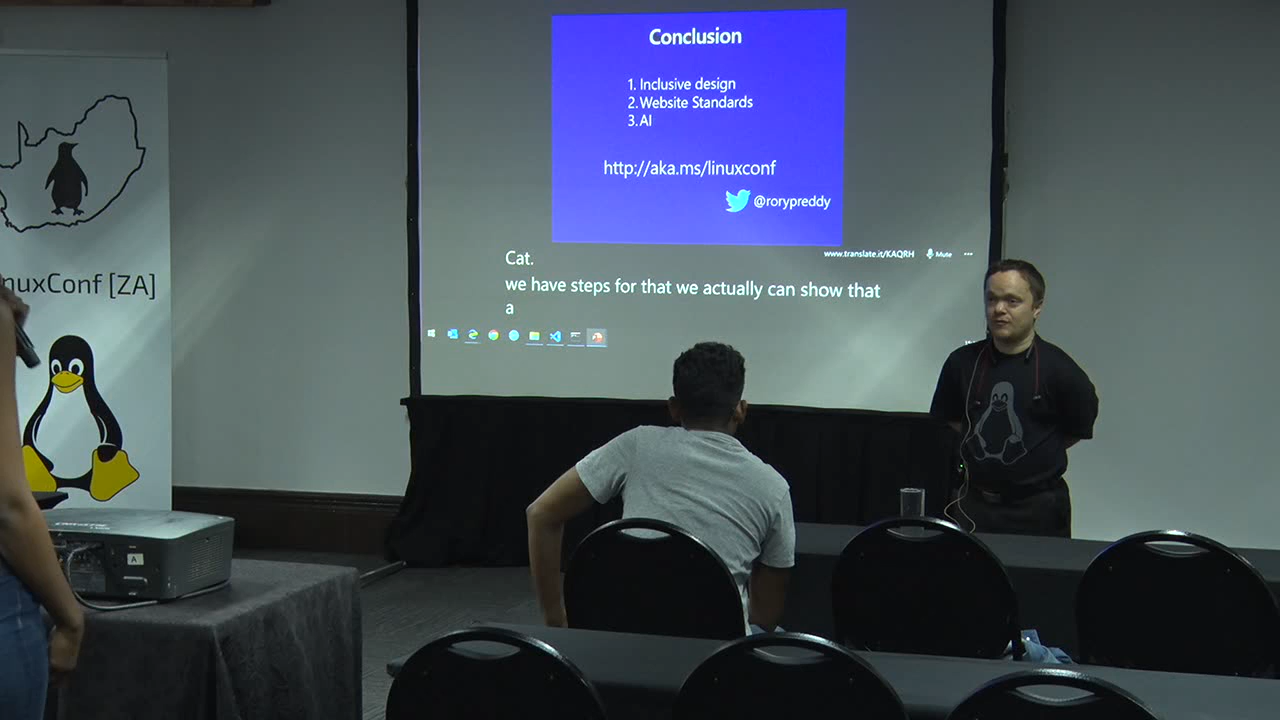 Conclusion
1. Inclusive design
2. Website Standards
3. AI
http://aka.ms/linuxconf
@rorypreddy
www.translate.it/KAQRH Mute ...
Cat.
we have steps for that we actually can show that
a
nuxConf [ZA]
A